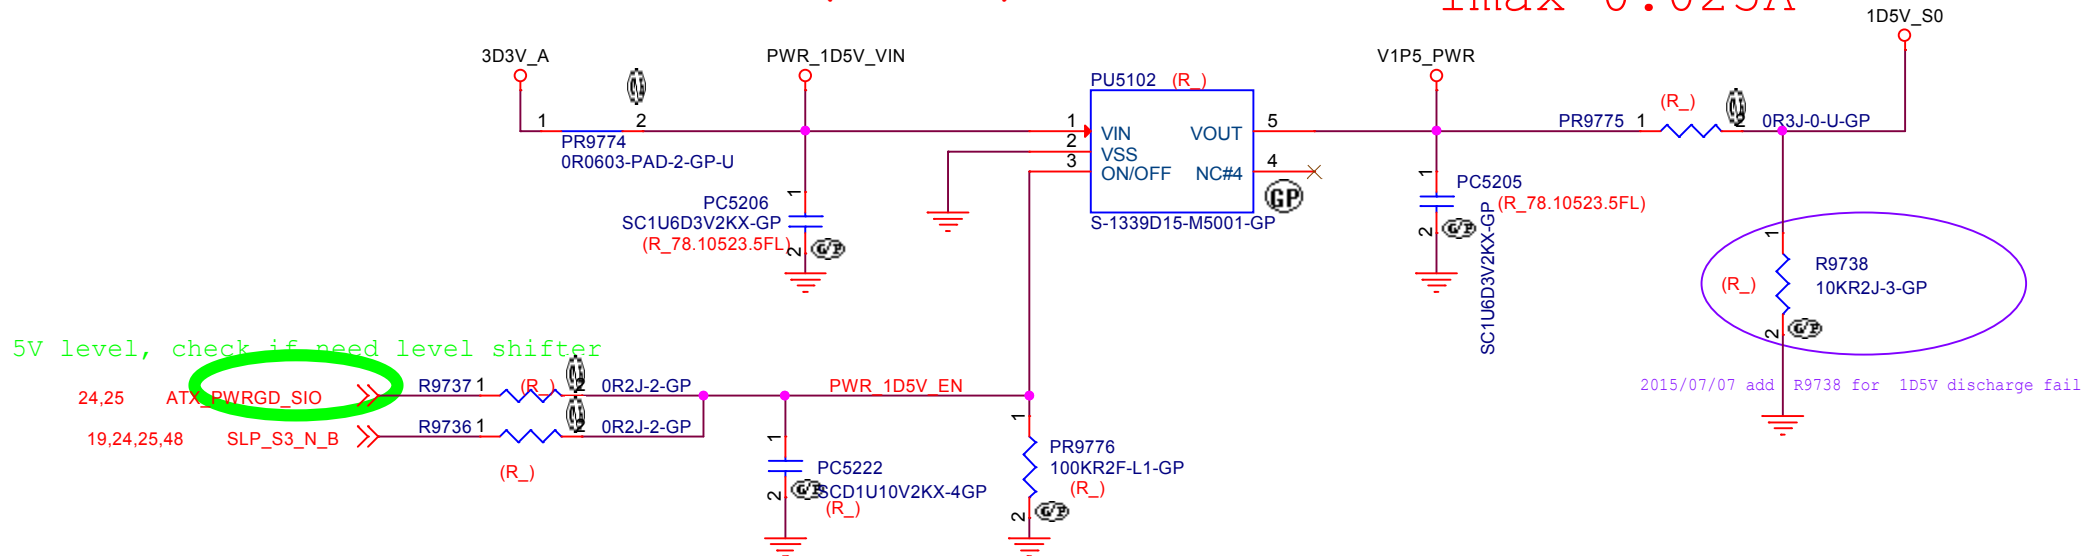 1D5V_S0
3D3V_A
PWR_1D5V_VIN
V1P5_PWR
PU5102 (R_)
1 2
PR9774
0R0603-PAD-2-GP-U
1 VIN
2 VSS
3 ON/OFF
VOUT 5
NC#4 4
GP
S-1339D15-M5001-GP
(R_)
PR9775 1 2 0R3J-0-U-GP
1
PC5206
SC1U6D3V2KX-GP
(R_78.10523.5FL)
2 G/P
1
PC5205
(R_78.10523.5FL)
2 G/P
SC1U6D3V2KX-GP
1
R9738
(R_)
10KR2J-3-GP
2 G/P
2015/07/07 add R9738 for 1D5V discharge fail
5V level, check if need level shifter
24,25 ATX_PWRGD_SIO R9737 1 (R_) 2 0R2J-2-GP PWR_1D5V_EN
19,24,25,48 SLP_S3_N_B R9736 1 2 0R2J-2-GP
(R_)
1
PC5222
2 G/P SCD1U10V2KX-4GP
(R_)
1
PR9776
100KR2F-L1-GP
(R_)
2 G/P